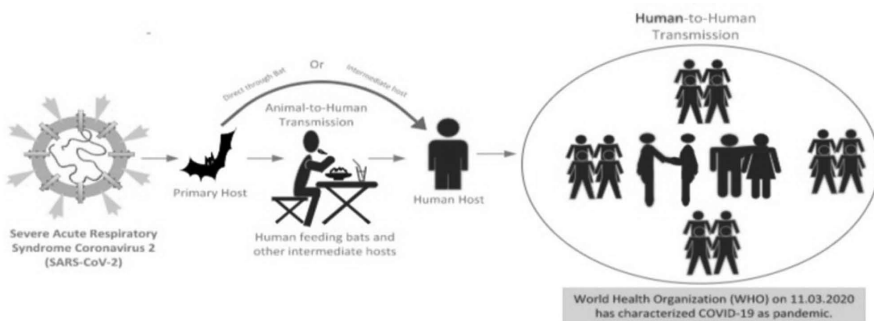 Severe Acute Respiratory
Syndrome Coronavirus 2
(SARS-CoV-2)
Primary Host
Direct through Bat
Or
Intermediate host
Animal-to-Human
Transmission
Human feeding bats and
other intermediate hosts
Human Host
Human-to-Human
Transmission
World Health Organization (WHO) on 11.03.2020
has characterized COVID-19 as pandemic.